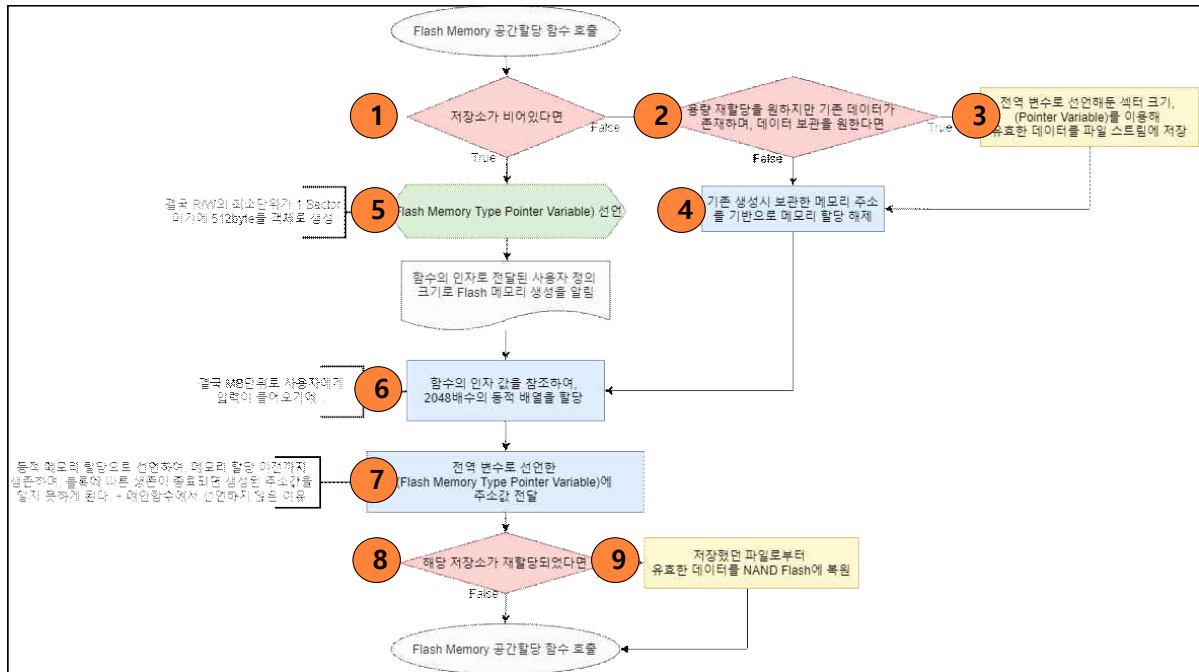 Flash Memory 공간할당 함수 호출
1
저장소가 비어있다면
False
True
2
용량 재할당을 원하지만 기존 데이터가
존재하며, 데이터 보관을 원한다면
True
False
3
전역 변수로 선언해둔 섹터 크기,
(Pointer Variable)를 이용해
유효한 데이터를 파일 스트림에 저장
4
기존 생성시 보관한 메모리 주소
를 기반으로 메모리 할당 해제
결국 R/W의 최소단위가 1 Sector
이기에 512byte를 객체로 생성
5
Flash Memory Type Pointer Variable) 선언
함수의 인자로 전달된 사용자 정의
크기로 Flash 메모리 생성을 알림
결국 MB단위로 사용자에게
입력이 들어오기에, .
6
함수의 인자 값을 참조하여,
2048배수의 동적 배열을 할당
동적 메모리 할당으로 선언하여, 메모리 할당 이전까지
생존하며, 블록에 따른 생존이 종료되면 생성된 주소값을
알지 못하게 된다. + 메인함수에서 선언하지 않은 이유
7
전역 변수로 선언한
(Flash Memory Type Pointer Variable)에
주소값 전달
8
해당 저장소가 재할당되었다면
False
9
저장했던 파일로부터
유효한 데이터를 NAND Flash에 복원
Flash Memory 공간할당 함수 호출